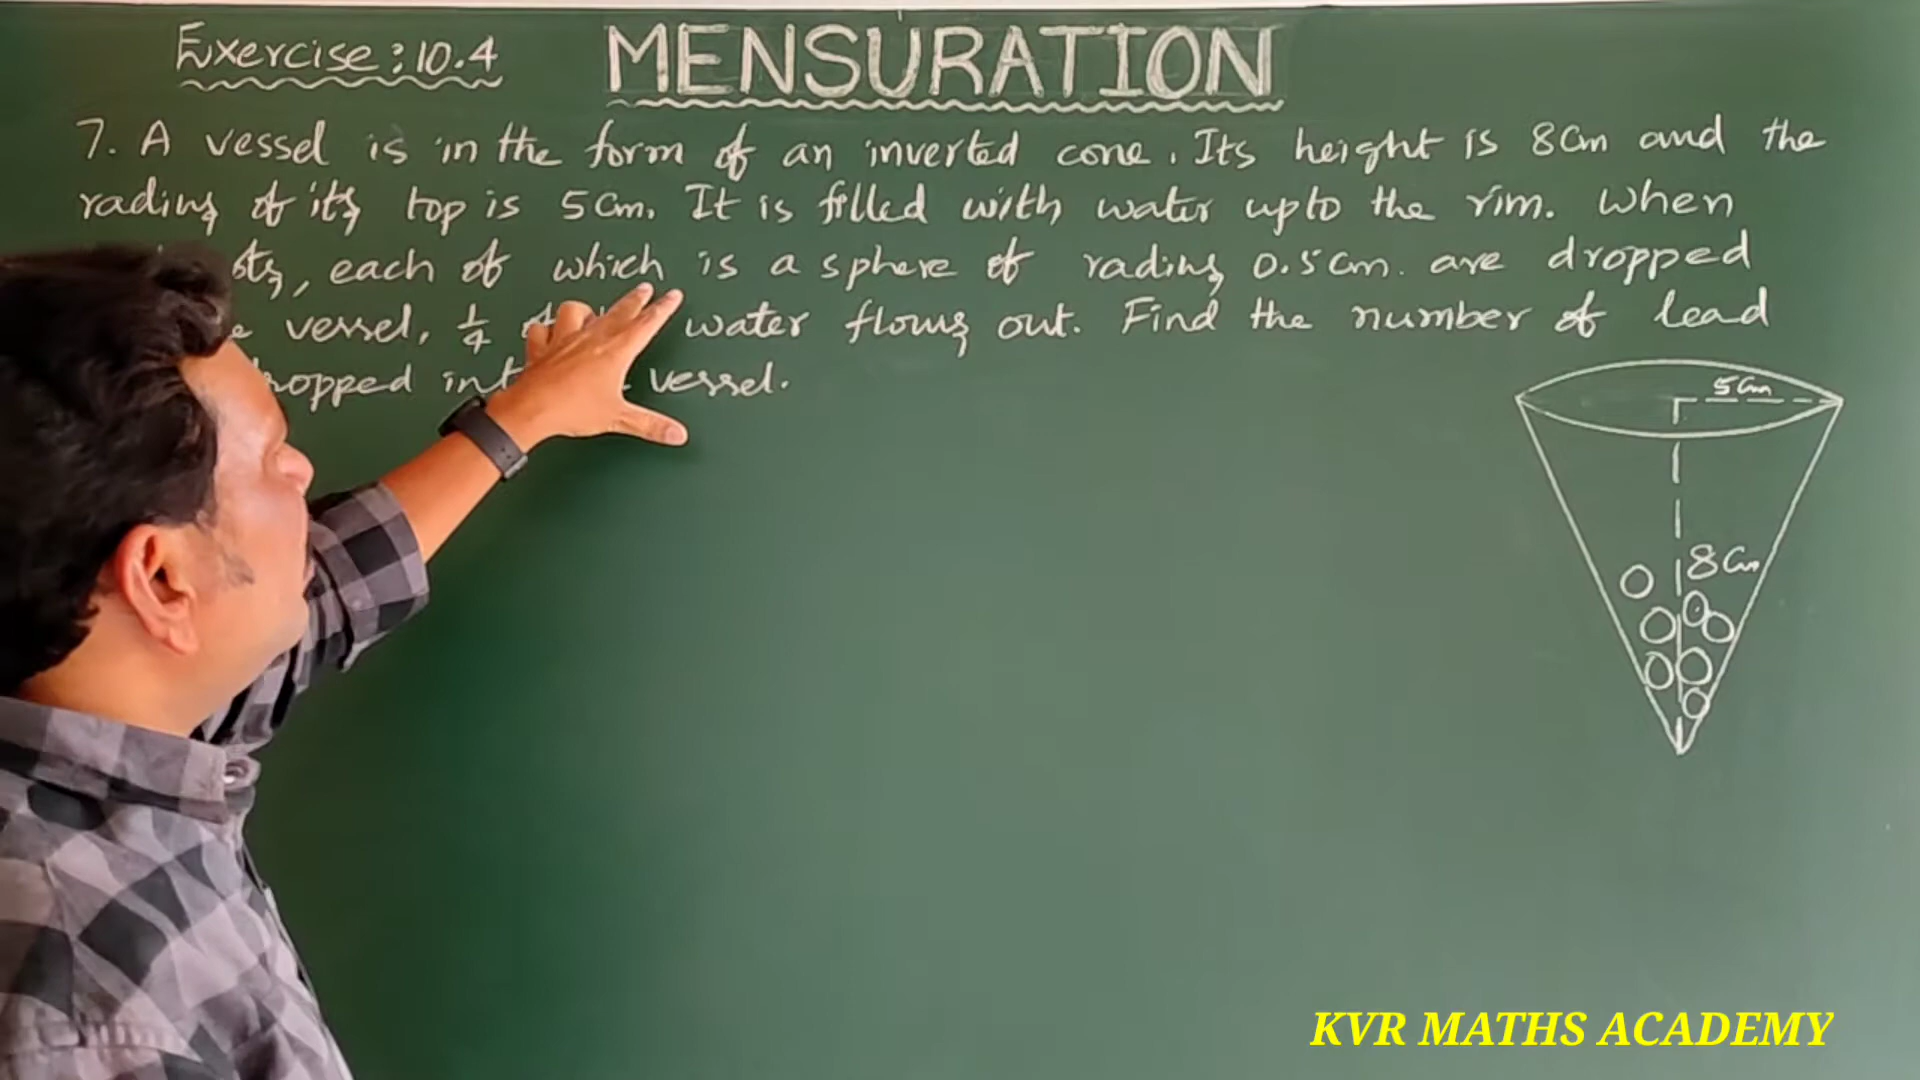 Exercise: 10.4
MENSURATION
7. A vessel is in the form of an inverted cone. Its height is 8cm and the
radius of its top is 5cm. It is filled with water upto the rim. When
each of which is a sphere of radius 0.5cm. are dropped
vessel, 1/4 water flows out. Find the number of lead
vessel.
5cm
8cm
KVR MATHS ACADEMY